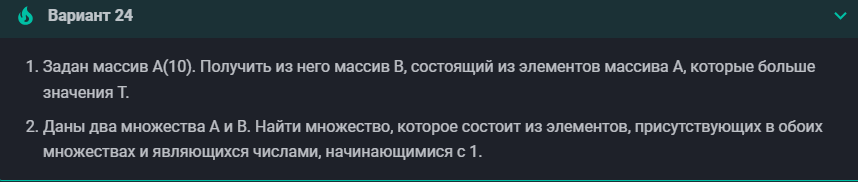 Вариант 24
1. Задан массив A(10). Получить из него массив B, состоящий из элементов массива A, которые больше
значения T.
2. Даны два множества A и B. Найти множество, которое состоит из элементов, присутствующих в обоих
множествах и являющихся числами, начинающимися с 1.